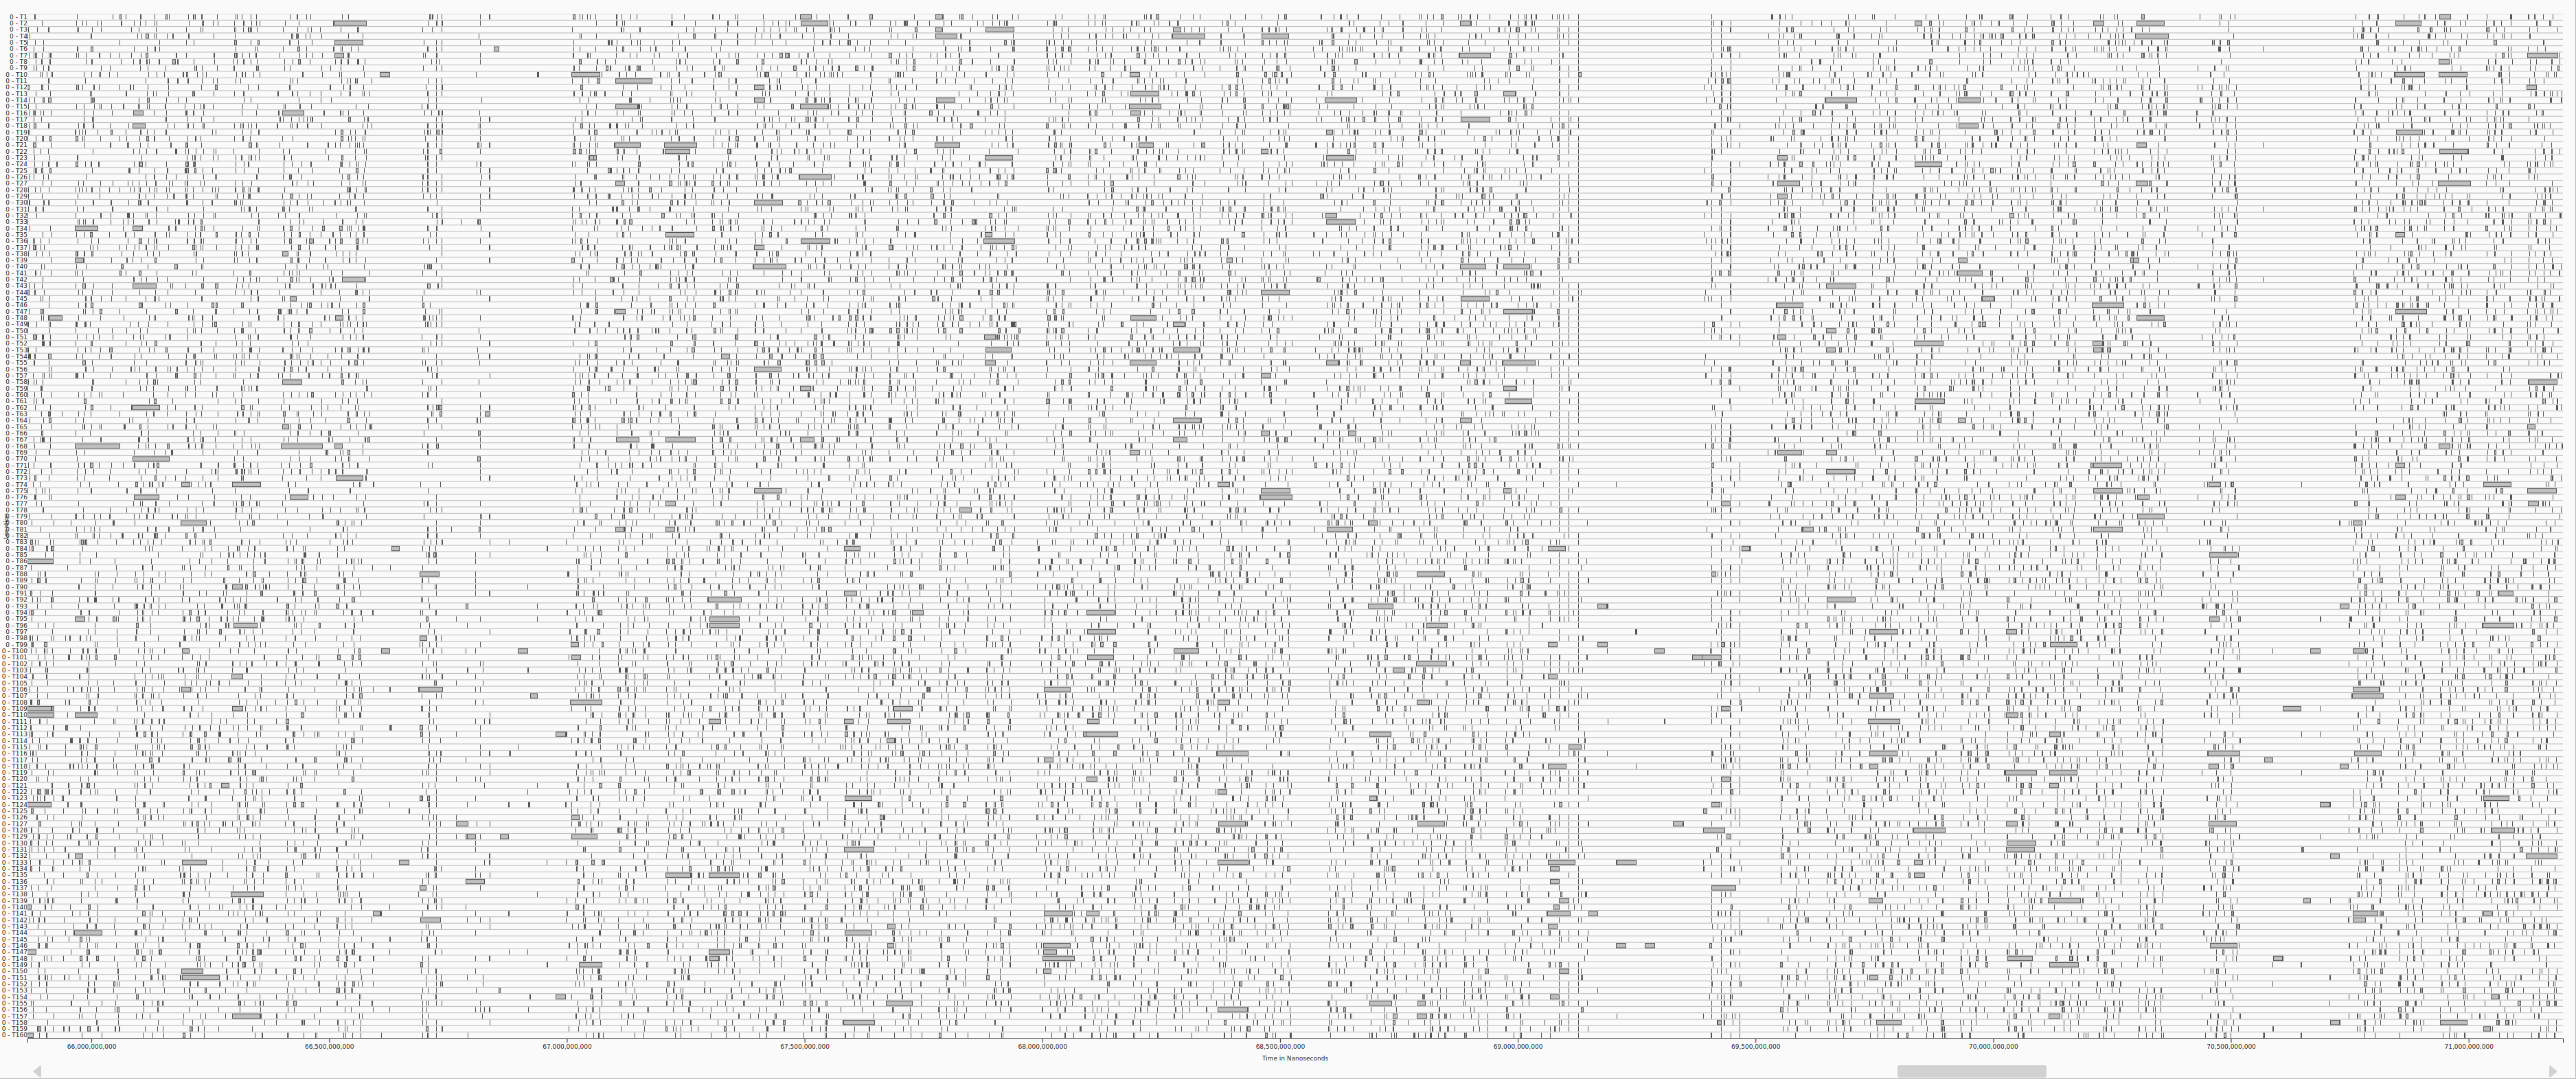 0 - T1
0 - T2
0 - T3
0 - T4
0 - T5
0 - T6
0 - T7
0 - T8
0 - T9
0 - T10
0 - T11
0 - T12
0 - T13
0 - T14
0 - T15
0 - T16
0 - T17
0 - T18
0 - T19
0 - T20
0 - T21
0 - T22
0 - T23
0 - T24
0 - T25
0 - T26
0 - T27
0 - T28
0 - T29
0 - T30
0 - T31
0 - T32
0 - T33
0 - T34
0 - T35
0 - T36
0 - T37
0 - T38
0 - T39
0 - T40
0 - T41
0 - T42
0 - T43
0 - T44
0 - T45
0 - T46
0 - T47
0 - T48
0 - T49
0 - T50
0 - T51
0 - T52
0 - T53
0 - T54
0 - T55
0 - T56
0 - T57
0 - T58
0 - T59
0 - T60
0 - T61
0 - T62
0 - T63
0 - T64
0 - T65
0 - T66
0 - T67
0 - T68
0 - T69
0 - T70
0 - T71
0 - T72
0 - T73
0 - T74
0 - T75
0 - T76
0 - T77
0 - T78
0 - T79
0 - T80
0 - T81
0 - T82
0 - T83
0 - T84
0 - T85
0 - T86
0 - T87
0 - T88
0 - T89
0 - T90
0 - T91
0 - T92
0 - T93
0 - T94
0 - T95
0 - T96
0 - T97
0 - T98
0 - T99
0 - T100
0 - T101
0 - T102
0 - T103
0 - T104
0 - T105
0 - T106
0 - T107
0 - T108
0 - T109
0 - T110
0 - T111
0 - T112
0 - T113
0 - T114
0 - T115
0 - T116
0 - T117
0 - T118
0 - T119
0 - T120
0 - T121
0 - T122
0 - T123
0 - T124
0 - T125
0 - T126
0 - T127
0 - T128
0 - T129
0 - T130
0 - T131
0 - T132
0 - T133
0 - T134
0 - T135
0 - T136
0 - T137
0 - T138
0 - T139
0 - T140
0 - T141
0 - T142
0 - T143
0 - T144
0 - T145
0 - T146
0 - T147
0 - T148
0 - T149
0 - T150
0 - T151
0 - T152
0 - T153
0 - T154
0 - T155
0 - T156
0 - T157
0 - T158
0 - T159
0 - T160
66,000,000,000 66,500,000,000 67,000,000,000 67,500,000,000 68,000,000,000 68,500,000,000 69,000,000,000 69,500,000,000 70,000,000,000 70,500,000,000 71,000,000,000
Time in Nanoseconds